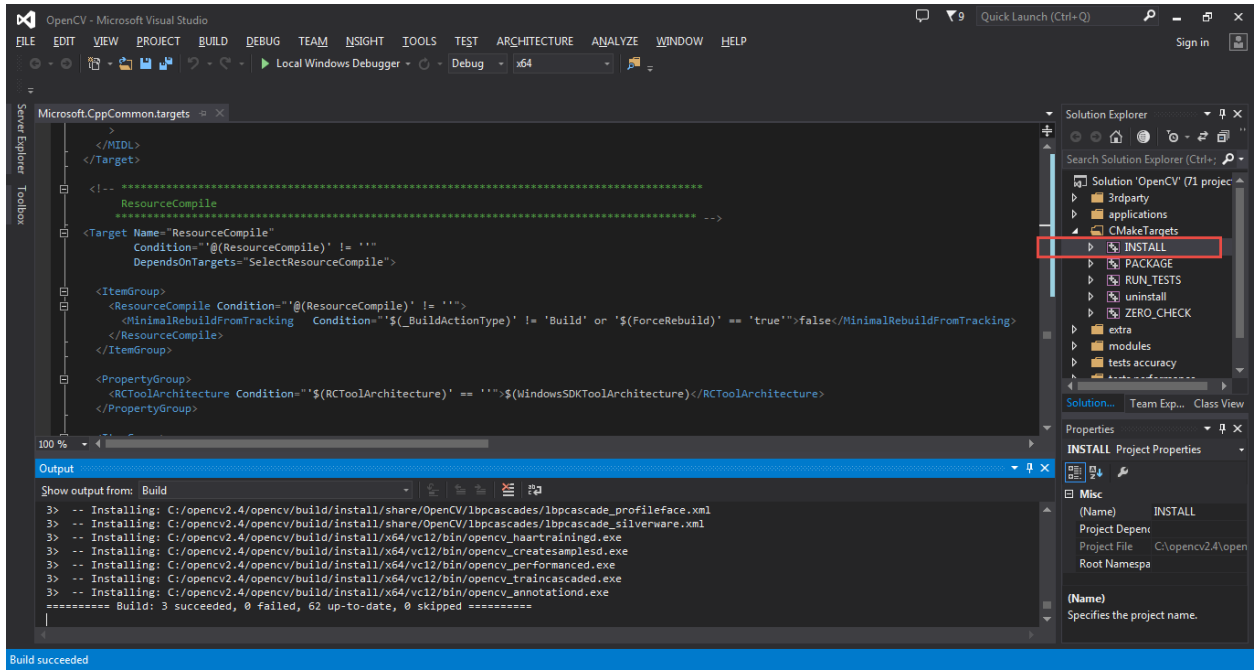 OpenCV - Microsoft Visual Studio
9
Quick Launch (Ctrl+Q)
FILE EDIT VIEW PROJECT BUILD DEBUG TEAM NSIGHT TOOLS TEST ARCHITECTURE ANALYZE WINDOW HELP
Sign in
Local Windows Debugger
Debug
x64
Server Explorer
Toolbox
Microsoft.CppCommon.targets
>
</MIDL>
</Target>
<!-- ******************************************************************************************
ResourceCompile
****************************************************************************************** -->
<Target Name="ResourceCompile"
Condition="'@(ResourceCompile)' != ''"
DependsOnTargets="SelectResourceCompile">
<ItemGroup>
<ResourceCompile Condition="'@(ResourceCompile)' != ''">
<MinimalRebuildFromTracking Condition="'$(_BuildActionType)' != 'Build' or '$(ForceRebuild)' == 'true'">false</MinimalRebuildFromTracking>
</ResourceCompile>
</ItemGroup>
<PropertyGroup>
<RCToolArchitecture Condition="'$(RCToolArchitecture)' == ''">$(WindowsSDKToolArchitecture)</RCToolArchitecture>
</PropertyGroup>
100 %
Output
Show output from: Build
3> -- Installing: C:/opencv2.4/opencv/build/install/share/OpenCV/lbpcascades/lbpcascade_profileface.xml
3> -- Installing: C:/opencv2.4/opencv/build/install/share/OpenCV/lbpcascades/lbpcascade_silverware.xml
3> -- Installing: C:/opencv2.4/opencv/build/install/x64/vc12/bin/opencv_haartrainingd.exe
3> -- Installing: C:/opencv2.4/opencv/build/install/x64/vc12/bin/opencv_createsamplesd.exe
3> -- Installing: C:/opencv2.4/opencv/build/install/x64/vc12/bin/opencv_performanced.exe
3> -- Installing: C:/opencv2.4/opencv/build/install/x64/vc12/bin/opencv_traincascaded.exe
3> -- Installing: C:/opencv2.4/opencv/build/install/x64/vc12/bin/opencv_annotationd.exe
========== Build: 3 succeeded, 0 failed, 62 up-to-date, 0 skipped ==========
Build succeeded
Solution Explorer
Search Solution Explorer (Ctrl+;
Solution 'OpenCV' (71 projec
3rdparty
applications
CMakeTargets
INSTALL
PACKAGE
RUN_TESTS
uninstall
ZERO_CHECK
extra
modules
tests accuracy
Solution... Team Exp... Class View
Properties
INSTALL Project Properties
Misc
(Name) INSTALL
Project Depen
Project File C:\opencv2.4\open
Root Namespa
(Name)
Specifies the project name.